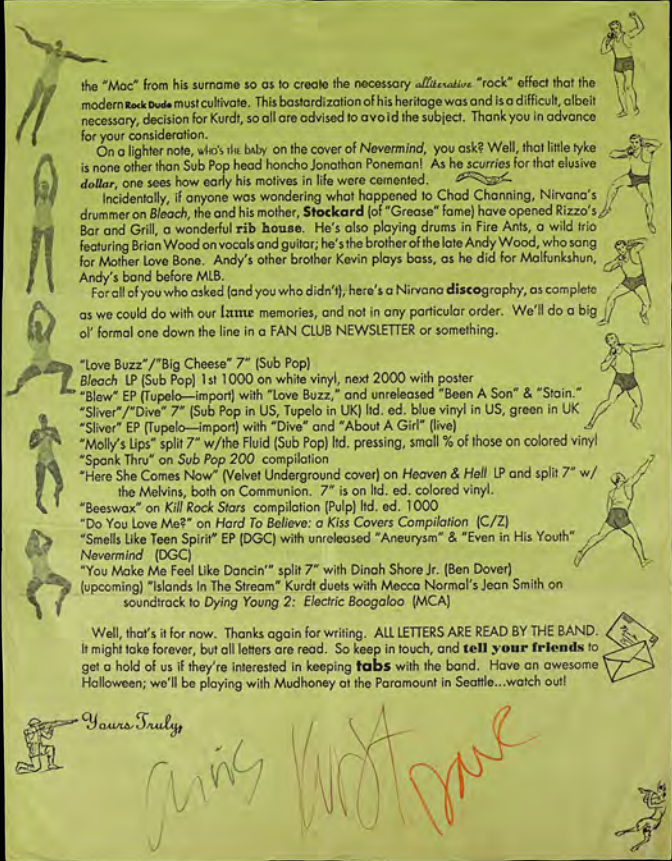 the "Mac" from his surname so as to create the necessary alliterative "rock" effect that the
modern Rock Dude must cultivate. This bastardization of his heritage was and is a difficult, albeit
necessary, decision for Kurdt, so all are advised to avoid the subject. Thank you in advance
for your consideration.
On a lighter note, WHO'S THE BABY on the cover of Nevermind, you ask? Well, that little tyke
is none other than Sub Pop head honcho Jonathan Poneman! As he scurries for that elusive
dollar, one sees how early his motives in life were cemented.
Incidentally, if anyone was wondering what happened to Chad Channing, Nirvana's
drummer on Bleach, the and his mother, Stockard (of "Grease" fame) have opened Rizzo's
Bar and Grill, a wonderful rib house. He's also playing drums in Fire Ants, a wild trio
featuring Brian Wood on vocals and guitar; he's the brother of the late Andy Wood, who sang
for Mother Love Bone. Andy's other brother Kevin plays bass, as he did for Malfunkshun,
Andy's band before MLB.
For all of you who asked (and you who didn't), here's a Nirvana discography, as complete
as we could do with our lame memories, and not in any particular order. We'll do a big
ol' formal one down the line in a FAN CLUB NEWSLETTER or something.
"Love Buzz"/"Big Cheese" 7" (Sub Pop)
Bleach LP (Sub Pop) 1st 1000 on white vinyl, next 2000 with poster
"Blew" EP (Tupelo—import) with "Love Buzz," and unreleased "Been A Son" & "Stain."
"Sliver"/"Dive" 7" (Sub Pop in US, Tupelo in UK) ltd. ed. blue vinyl in US, green in UK
"Sliver" EP (Tupelo—import) with "Dive" and "About A Girl" (live)
"Molly's Lips" split 7" w/the Fluid (Sub Pop) ltd. pressing, small % of those on colored vinyl
"Spank Thru" on Sub Pop 200 compilation
"Here She Comes Now" (Velvet Underground cover) on Heaven & Hell LP and split 7" w/
the Melvins, both on Communion. 7" is on ltd. ed. colored vinyl.
"Beeswax" on Kill Rock Stars compilation (Pulp) ltd. ed. 1000
"Do You Love Me?" on Hard To Believe: a Kiss Covers Compilation (C/Z)
"Smells Like Teen Spirit" EP (DGC) with unreleased "Aneurysm" & "Even in His Youth"
Nevermind (DGC)
"You Make Me Feel Like Dancin'" split 7" with Dinah Shore Jr. (Ben Dover)
(upcoming) "Islands In The Stream" Kurdt duets with Mecca Normal's Jean Smith on
soundtrack to Dying Young 2: Electric Boogaloo (MCA)
Well, that's it for now. Thanks again for writing. ALL LETTERS ARE READ BY THE BAND.
It might take forever, but all letters are read. So keep in touch, and tell your friends to
get a hold of us if they're interested in keeping tabs with the band. Have an awesome
Halloween; we'll be playing with Mudhoney at the Paramount in Seattle...watch out!
Yours Truly,
Chris Kurdt Dave